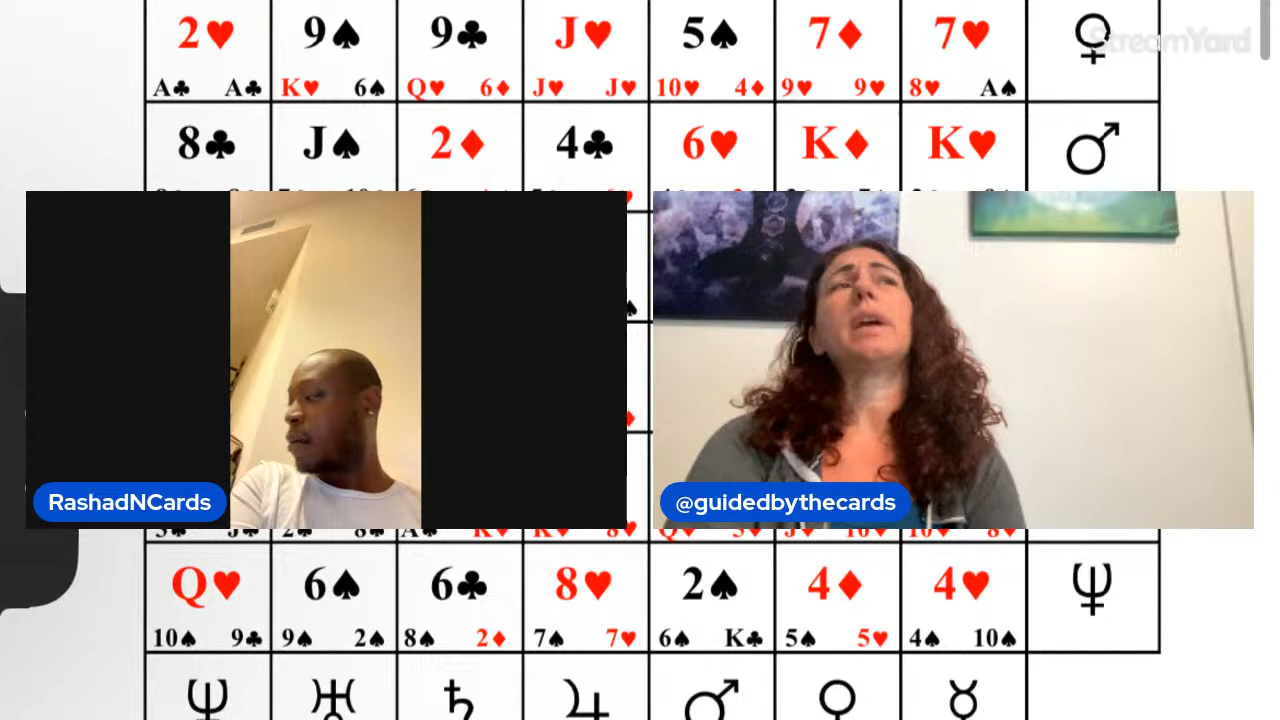 2♥ 9♠ 9♣ J♥ 5♠ 7♦ 7♥ ♀
StreamYard
A♣ A♣ K♥ 6♠ Q♥ 6♦ J♥ J♥ 10♥ 4♦ 9♥ 9♥ 8♥ A♠
8♣ J♠ 2♦ 4♣ 6♥ K♦ K♥ ♂
RashadNCards
@guidedbythecards
Q♥ 6♠ 6♣ 8♥ 2♠ 4♦ 4♥ ♆
10♠ 9♣ 9♠ 2♠ 8♠ 2♦ 7♠ 7♥ 6♠ K♣ 5♠ 5♥ 4♠ 10♠
♆ ♅ ♄ ♃ ♂ ♀ ☿